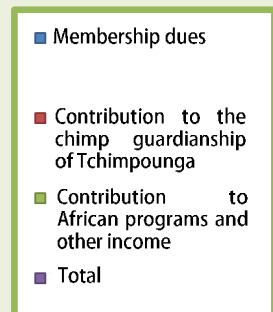 Membership dues
Contribution to the
chimp guardianship
of Tchimpounga
Contribution to
African programs and
other income
Total